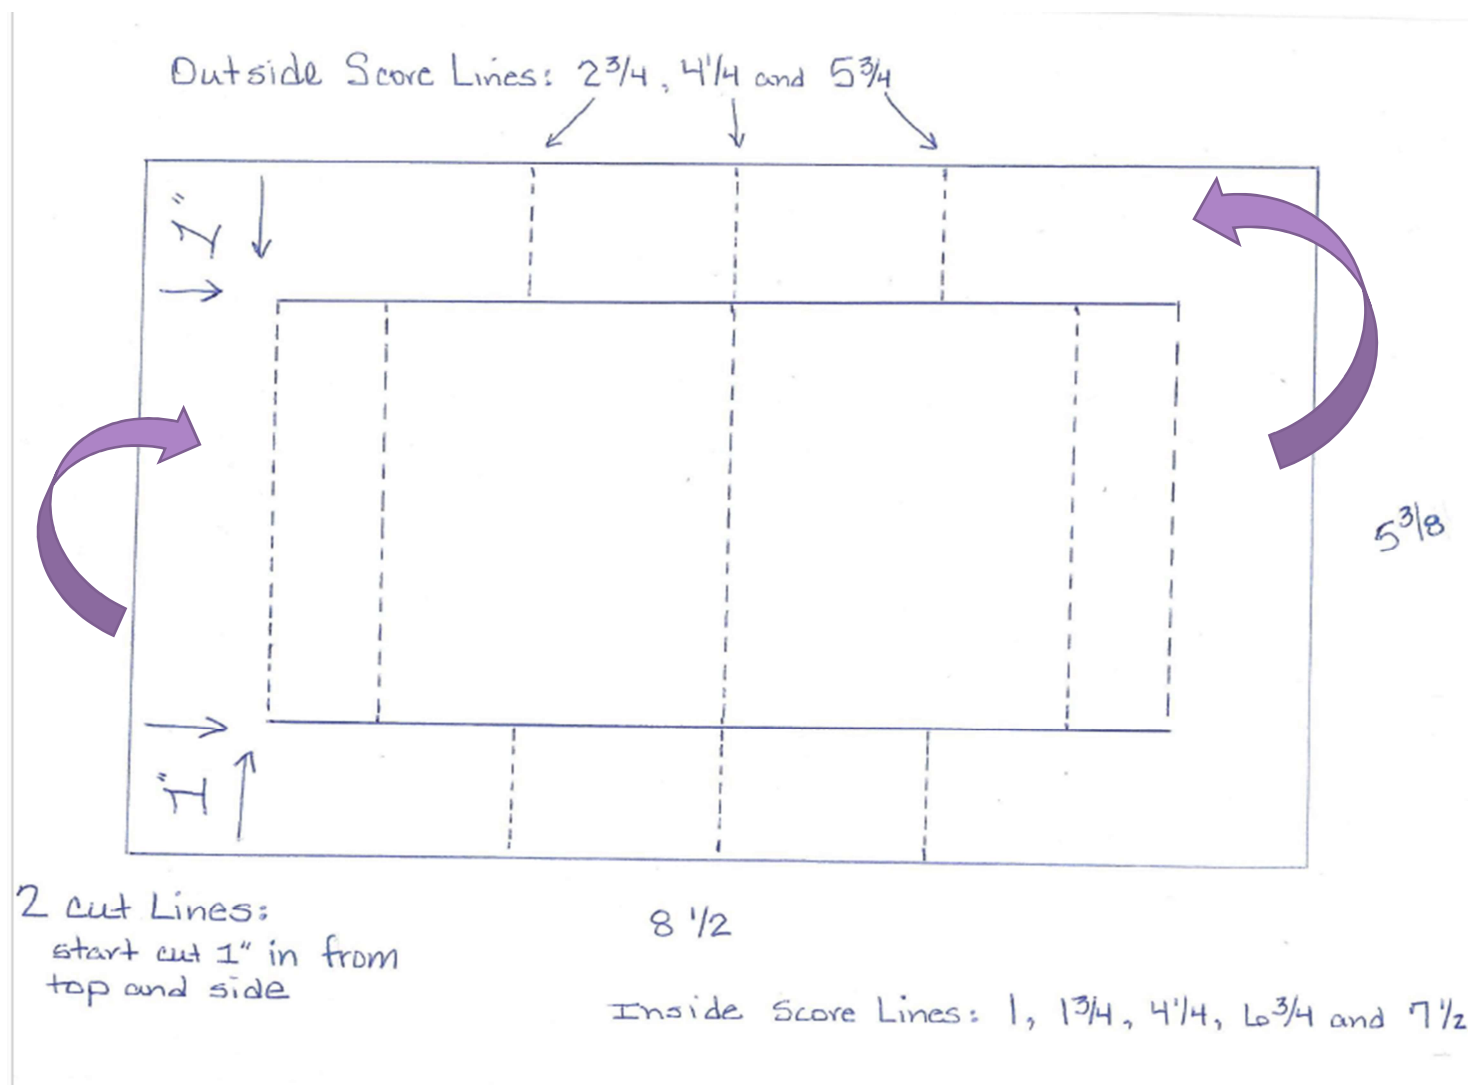 Outside Score Lines: 2 3/4, 4 1/4 and 5 3/4
1"
5 3/8
1"
2 cut Lines:
start cut 1" in from
top and side
8 1/2
Inside Score Lines: 1, 1 3/4, 4 1/4, 6 3/4 and 7 1/2